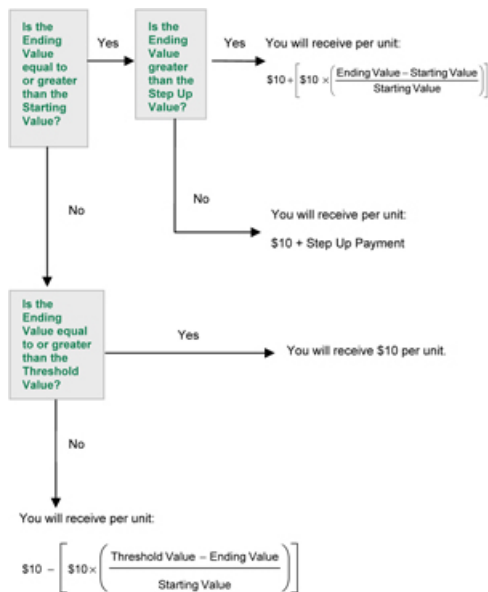 Is the
Ending
Value
equal to
or greater
than the
Starting
Value?
Yes
Is the
Ending
Value
greater
than the
Step Up
Value?
Yes
You will receive per unit:
$10 + [ $10 × ( Ending Value – Starting Value / Starting Value ) ]
No
You will receive per unit:
$10 + Step Up Payment
No
Is the
Ending
Value equal
to or greater
than the
Threshold
Value?
Yes
You will receive $10 per unit.
No
You will receive per unit:
$10 – [ $10 × ( Threshold Value – Ending Value / Starting Value ) ]